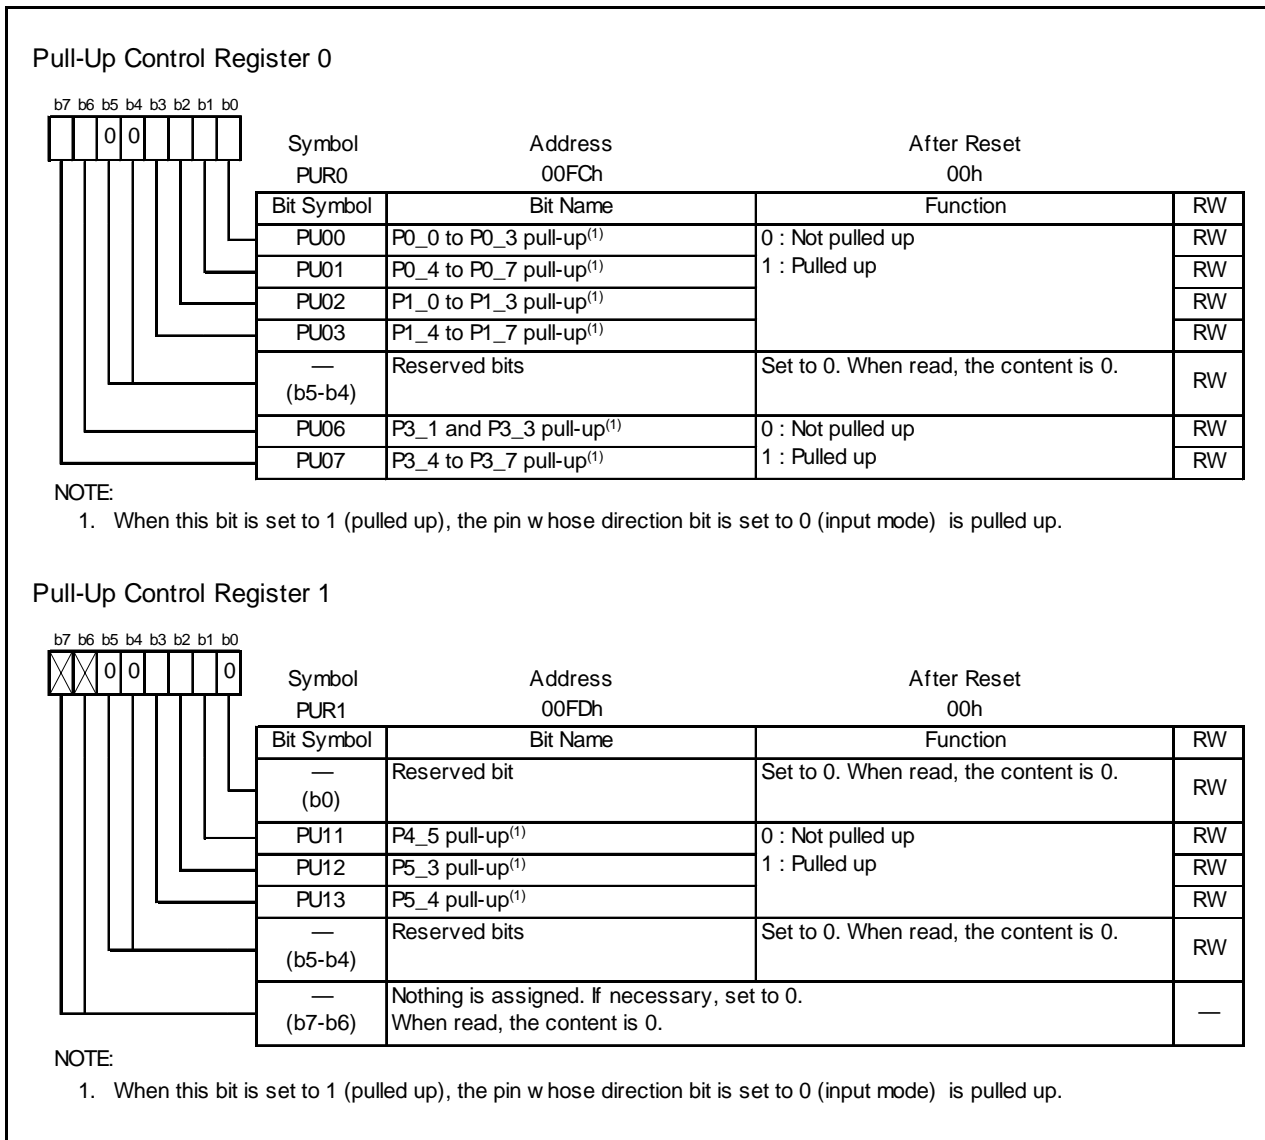 Pull-Up Control Register 0
b7 b6 b5 b4 b3 b2 b1 b0
0 0
Symbol Address After Reset
PUR0 00FCh 00h
Bit Symbol Bit Name Function RW
PU00 P0_0 to P0_3 pull-up(1) 0 : Not pulled up RW
PU01 P0_4 to P0_7 pull-up(1) 1 : Pulled up RW
PU02 P1_0 to P1_3 pull-up(1) RW
PU03 P1_4 to P1_7 pull-up(1) RW
— Reserved bits Set to 0. When read, the content is 0. RW
(b5-b4)
PU06 P3_1 and P3_3 pull-up(1) 0 : Not pulled up RW
PU07 P3_4 to P3_7 pull-up(1) 1 : Pulled up RW
NOTE:
1. When this bit is set to 1 (pulled up), the pin whose direction bit is set to 0 (input mode) is pulled up.
Pull-Up Control Register 1
b7 b6 b5 b4 b3 b2 b1 b0
0 0 0
Symbol Address After Reset
PUR1 00FDh 00h
Bit Symbol Bit Name Function RW
— Reserved bit Set to 0. When read, the content is 0. RW
(b0)
PU11 P4_5 pull-up(1) 0 : Not pulled up RW
PU12 P5_3 pull-up(1) 1 : Pulled up RW
PU13 P5_4 pull-up(1) RW
— Reserved bits Set to 0. When read, the content is 0. RW
(b5-b4)
— Nothing is assigned. If necessary, set to 0. —
(b7-b6) When read, the content is 0.
NOTE:
1. When this bit is set to 1 (pulled up), the pin whose direction bit is set to 0 (input mode) is pulled up.